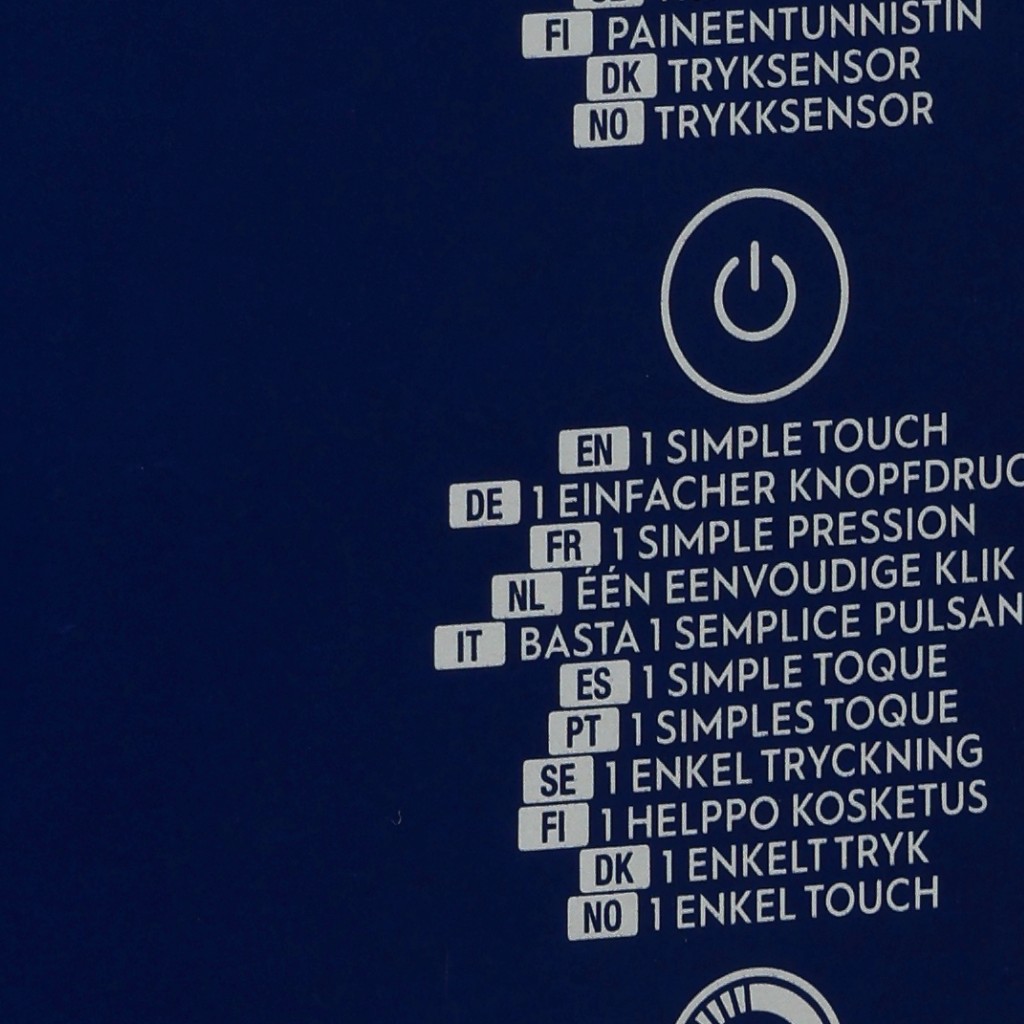 FI PAINEENTUNNISTIN
DK TRYKSENSOR
NO TRYKKSENSOR
EN 1 SIMPLE TOUCH
DE 1 EINFACHER
FR 1 SIMPLE PRESSION
NL ÉÉN EENVOUDIGE KLIK
IT BASTA 1 SEMPLICE
ES 1 SIMPLE TOQUE
PT 1 SIMPLES TOQUE
SE 1 ENKEL TRYCKNING
FI 1 HELPPO KOSKETUS
DK 1 ENKELT TRYK
NO 1 ENKEL TOUCH